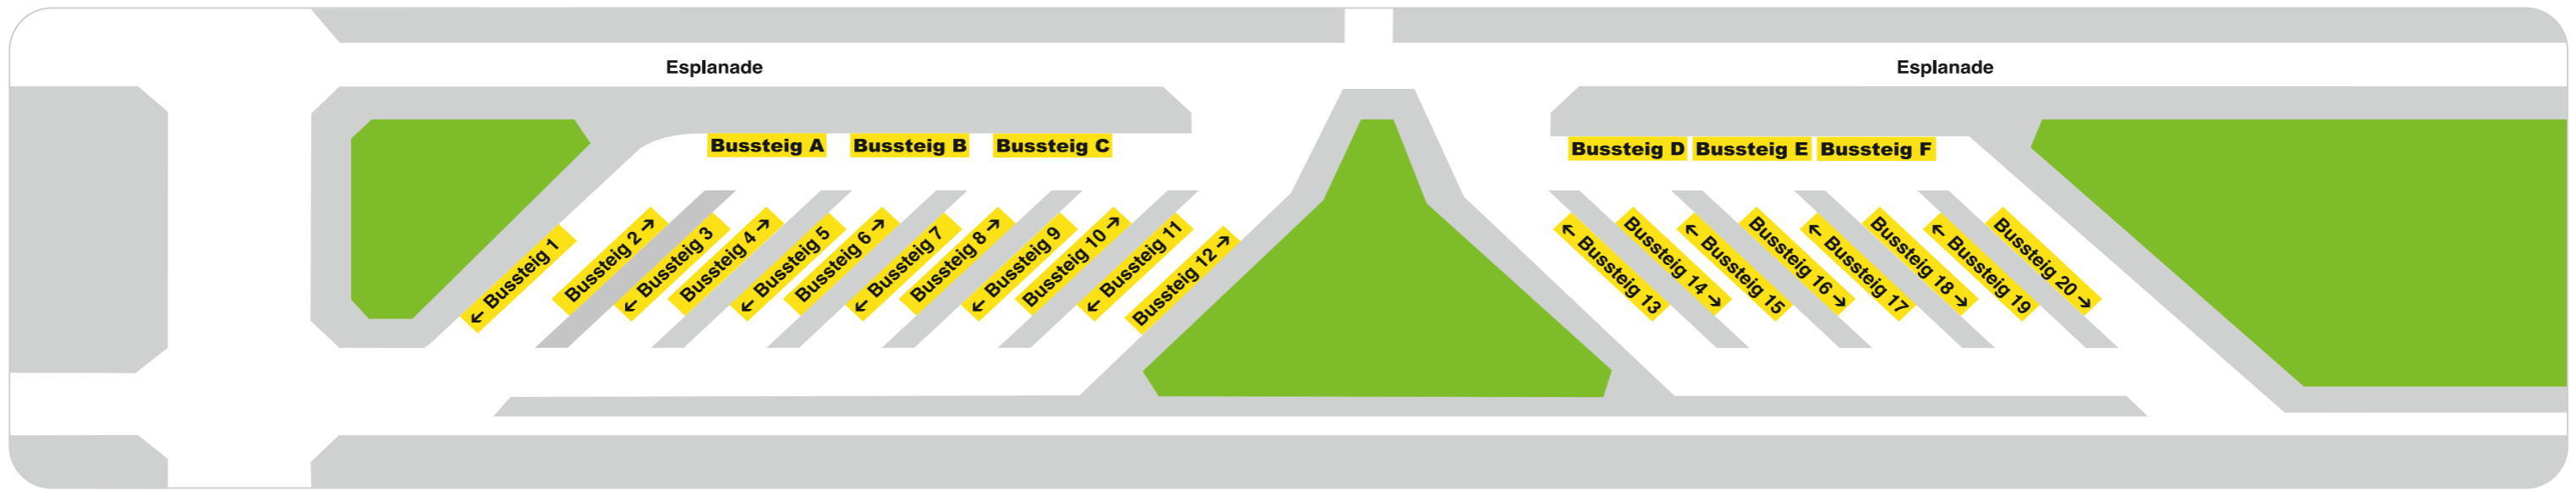 Esplanade
Esplanade
Bussteig A
Bussteig B
Bussteig C
Bussteig D
Bussteig E
Bussteig F
← Bussteig 1
Bussteig 2 →
← Bussteig 3
Bussteig 4 →
← Bussteig 5
Bussteig 6 →
← Bussteig 7
Bussteig 8 →
← Bussteig 9
Bussteig 10 →
← Bussteig 11
Bussteig 12 →
← Bussteig 13
Bussteig 14 →
← Bussteig 15
Bussteig 16 →
← Bussteig 17
Bussteig 18 →
← Bussteig 19
Bussteig 20 →